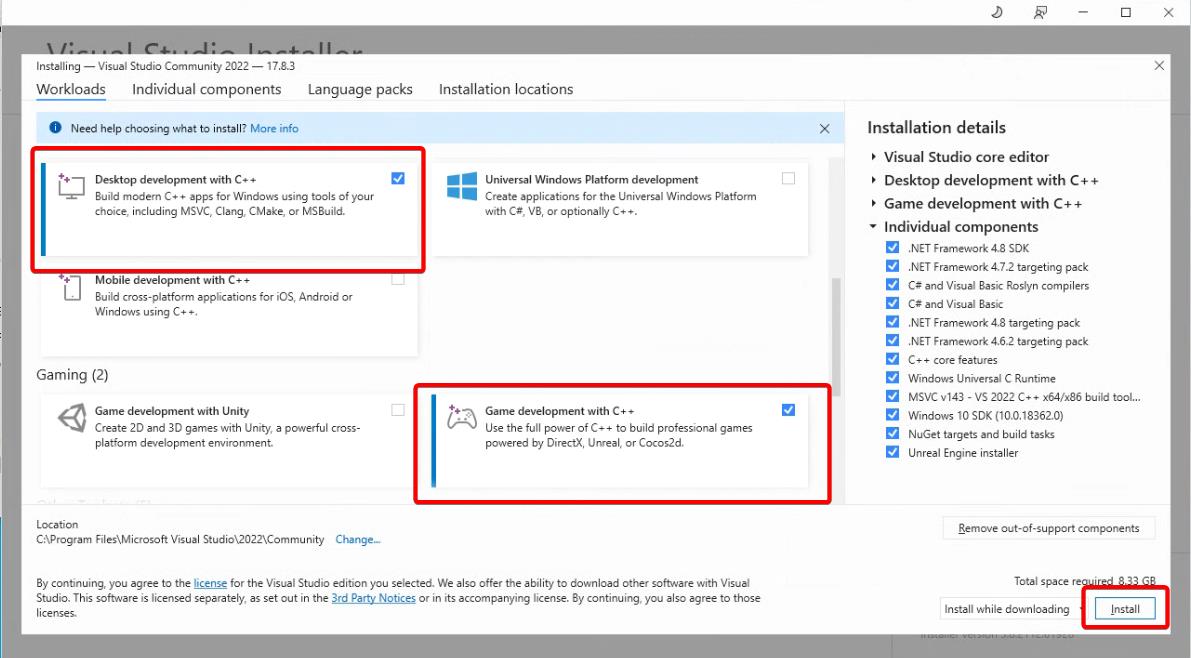 Visual Studio Installer
Installing — Visual Studio Community 2022 — 17.8.3
Workloads Individual components Language packs Installation locations
Need help choosing what to install? More info
Desktop development with C++
Build modern C++ apps for Windows using tools of your
choice, including MSVC, Clang, CMake, or MSBuild.
Universal Windows Platform development
Create applications for the Universal Windows Platform
with C#, VB, or optionally C++.
Mobile development with C++
Build cross-platform applications for iOS, Android or
Windows using C++.
Gaming (2)
Game development with Unity
Create 2D and 3D games with Unity, a powerful cross-
platform development environment.
Game development with C++
Use the full power of C++ to build professional games
powered by DirectX, Unreal, or Cocos2d.
Installation details
Visual Studio core editor
Desktop development with C++
Game development with C++
Individual components
.NET Framework 4.8 SDK
.NET Framework 4.7.2 targeting pack
C# and Visual Basic Roslyn compilers
C# and Visual Basic
.NET Framework 4.8 targeting pack
.NET Framework 4.6.2 targeting pack
C++ core features
Windows Universal C Runtime
MSVC v143 - VS 2022 C++ x64/x86 build tool...
Windows 10 SDK (10.0.18362.0)
NuGet targets and build tasks
Unreal Engine installer
Location
C:\Program Files\Microsoft Visual Studio\2022\Community Change...
Remove out-of-support components
By continuing, you agree to the license for the Visual Studio edition you selected. We also offer the ability to download other software with Visual
Studio. This software is licensed separately, as set out in the 3rd Party Notices or in its accompanying license. By continuing, you also agree to those
licenses.
Total space required 8.33 GB
Install while downloading
Install